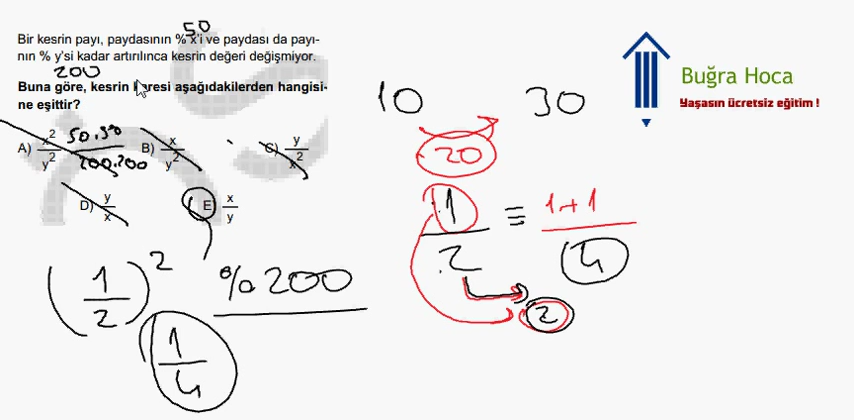 50
Bir kesrin payı, paydasının % x'i ve paydası da payı-
nın % y'si kadar artırılınca kesrin değeri değişmiyor.
200
Buna göre, kesrin karesi aşağıdakilerden hangisi-
ne eşittir?
A) x²/y² 50.50/200.200 B) x/y² C) y/x²
D) y/x E) x/y
(1/2)² %200
1/4
10 30
20
1/2 = 1+1/4
2
Buğra Hoca
Yaşasın ücretsiz eğitim !